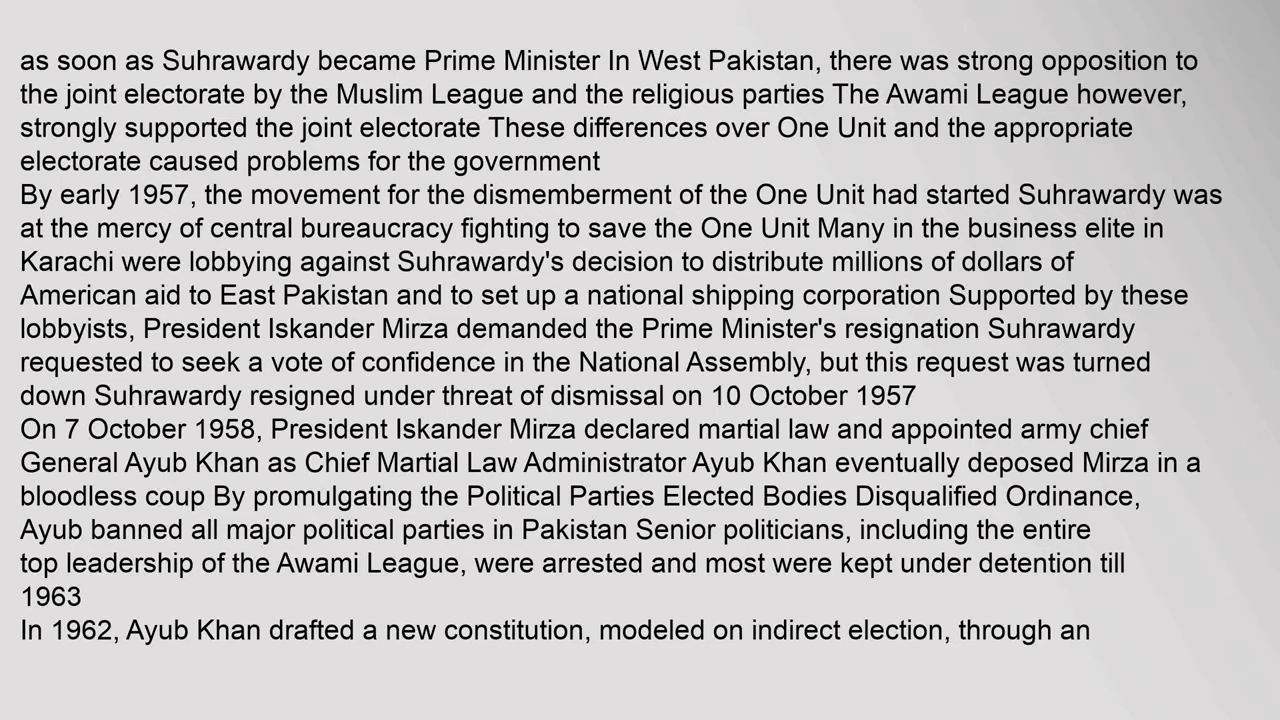 as soon as Suhrawardy became Prime Minister In West Pakistan, there was strong opposition to
the joint electorate by the Muslim League and the religious parties The Awami League however,
strongly supported the joint electorate These differences over One Unit and the appropriate
electorate caused problems for the government
By early 1957, the movement for the dismemberment of the One Unit had started Suhrawardy was
at the mercy of central bureaucracy fighting to save the One Unit Many in the business elite in
Karachi were lobbying against Suhrawardy's decision to distribute millions of dollars of
American aid to East Pakistan and to set up a national shipping corporation Supported by these
lobbyists, President Iskander Mirza demanded the Prime Minister's resignation Suhrawardy
requested to seek a vote of confidence in the National Assembly, but this request was turned
down Suhrawardy resigned under threat of dismissal on 10 October 1957
On 7 October 1958, President Iskander Mirza declared martial law and appointed army chief
General Ayub Khan as Chief Martial Law Administrator Ayub Khan eventually deposed Mirza in a
bloodless coup By promulgating the Political Parties Elected Bodies Disqualified Ordinance,
Ayub banned all major political parties in Pakistan Senior politicians, including the entire
top leadership of the Awami League, were arrested and most were kept under detention till
1963
In 1962, Ayub Khan drafted a new constitution, modeled on indirect election, through an